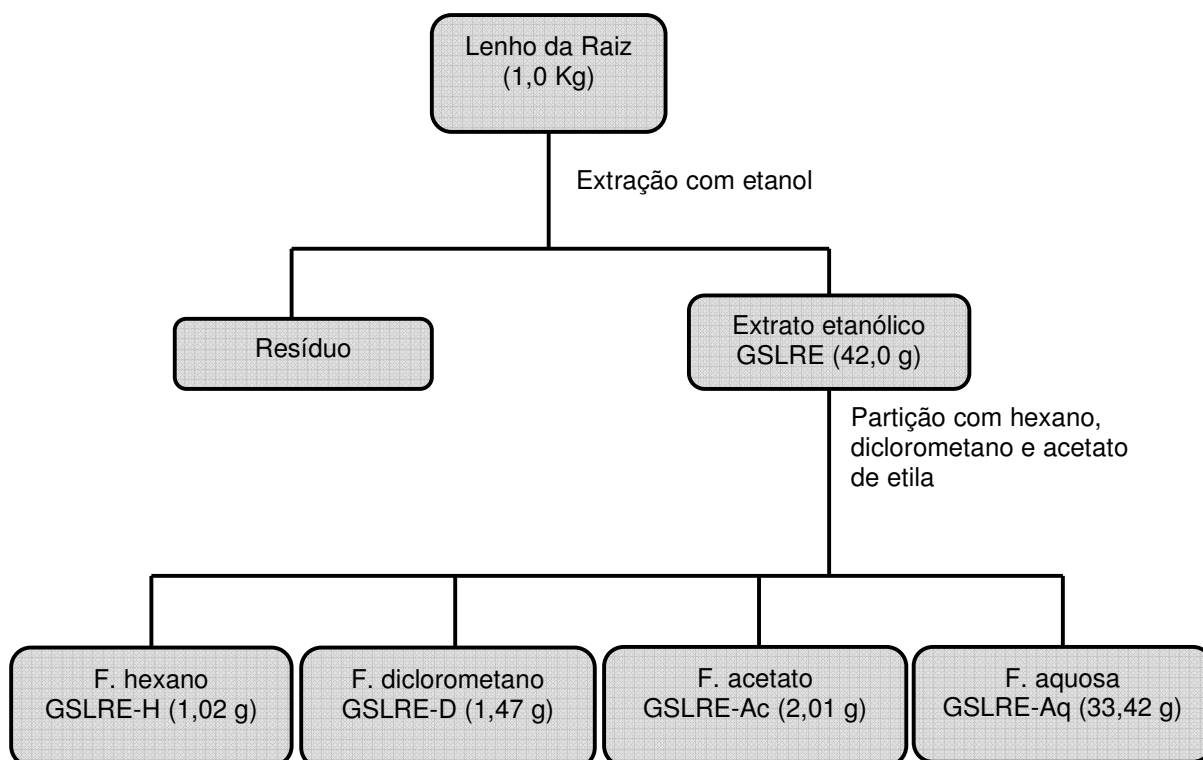 Lenho da Raiz
(1,0 Kg)
Extração com etanol
Resíduo
Extrato etanólico
GSLRE (42,0 g)
Partição com hexano,
diclorometano e acetato
de etila
F. hexano
GSLRE-H (1,02 g)
F. diclorometano
GSLRE-D (1,47 g)
F. acetato
GSLRE-Ac (2,01 g)
F. aquosa
GSLRE-Aq (33,42 g)